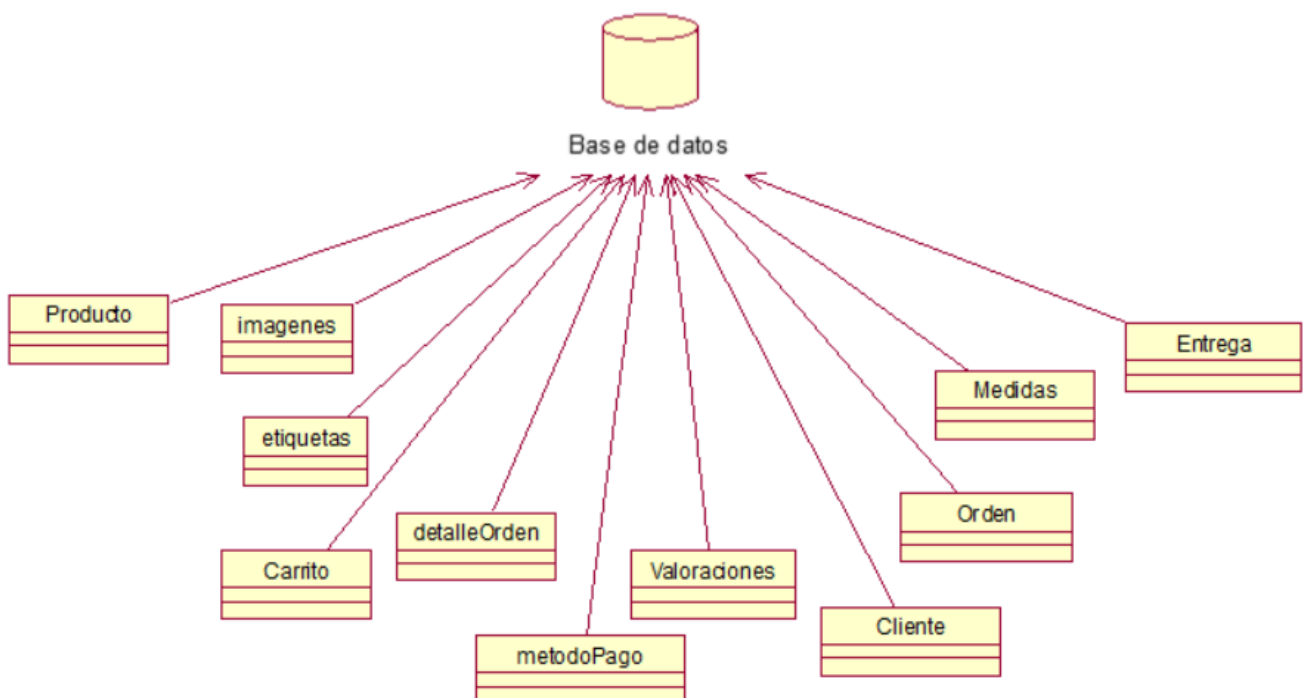 Base de datos
Producto
imagenes
Entrega
Medidas
etiquetas
Orden
detalleOrden
Carrito
Valoraciones
Cliente
metodoPago